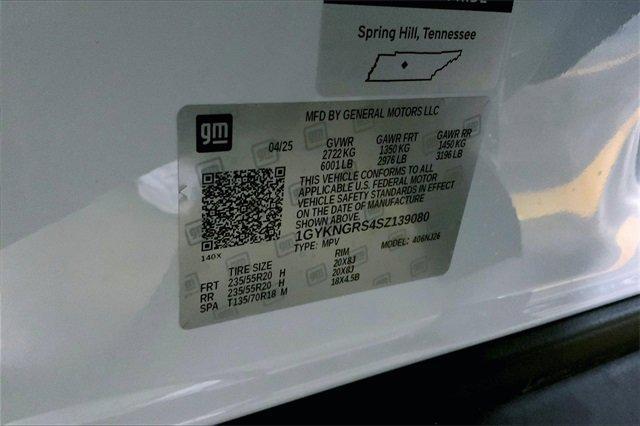 Spring Hill, Tennessee
gm
MFD BY GENERAL MOTORS LLC
04/25 GVWR GAWR FRT GAWR RR
2722 KG 1350 KG 1450 KG
6001 LB 2976 LB 3196 LB
THIS VEHICLE CONFORMS TO ALL
APPLICABLE U.S. FEDERAL MOTOR
VEHICLE SAFETY STANDARDS IN EFFECT
ON THE DATE OF MANUFACTURE
SHOWN ABOVE.
1GYKNGRS4SZ139080
TYPE: MPV MODEL: 406NJ26
140X
TIRE SIZE RIM
FRT 235/55R20 H 20X8J
RR 235/55R20 H 20X8J
SPA T135/70R18 M 18X4.5B